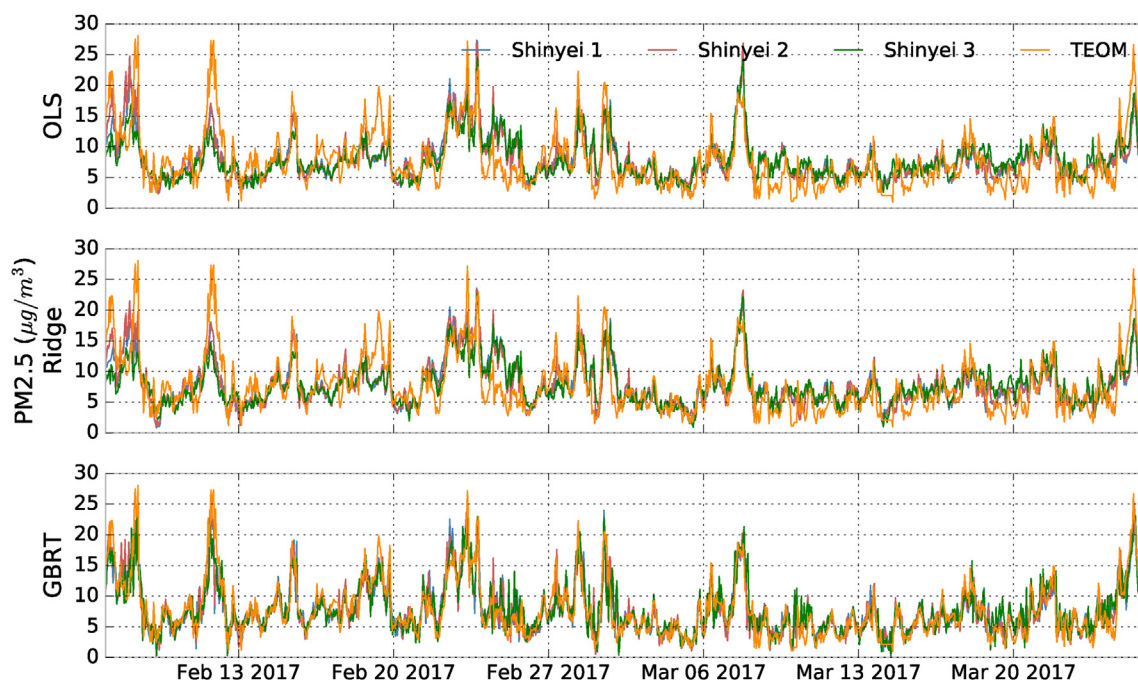 30
25
20
15
10
5
0
OLS
Shinyei 1
Shinyei 2
Shinyei 3
TEOM
30
25
20
15
10
5
0
PM2.5 (μg/m³)
Ridge
30
25
20
15
10
5
0
GBRT
Feb 13 2017
Feb 20 2017
Feb 27 2017
Mar 06 2017
Mar 13 2017
Mar 20 2017